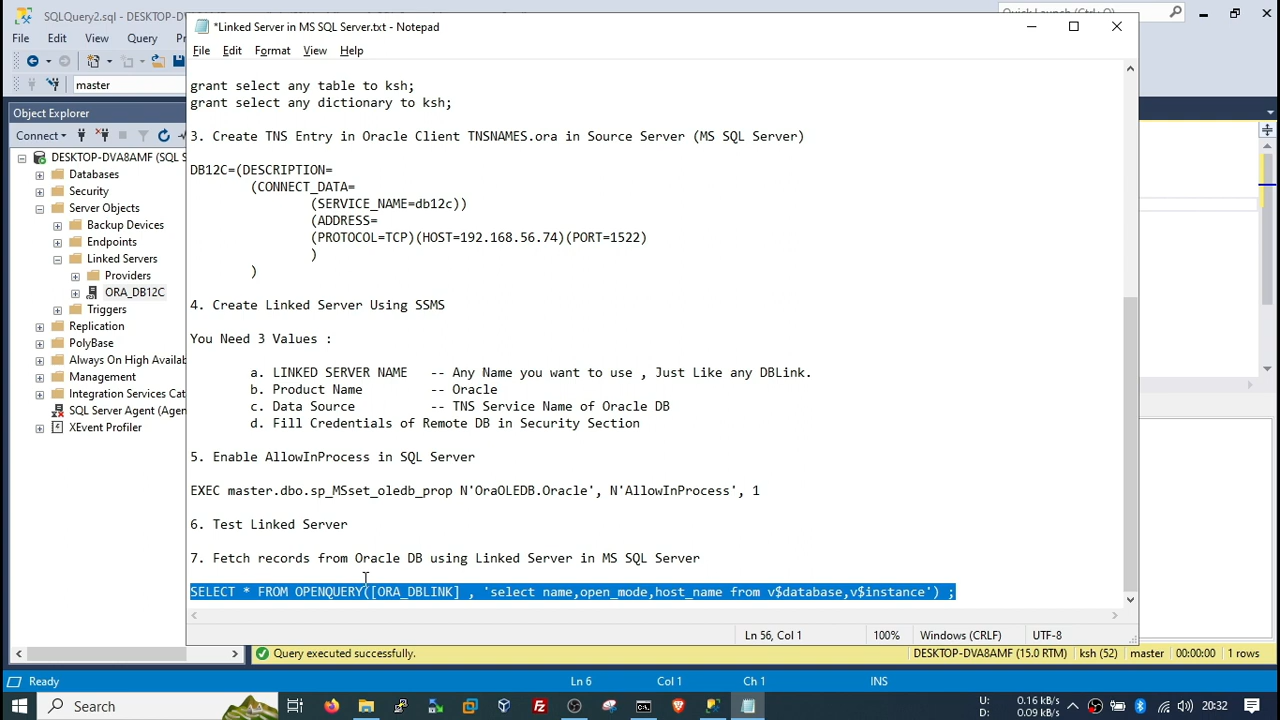 SQLQuery2.sql - DESKTOP-
*Linked Server in MS SQL Server.txt - Notepad
File Edit View Query
File Edit Format View Help
master
Object Explorer
Connect
DESKTOP-DVA8AMF (SQL S
Databases
Security
Server Objects
Backup Devices
Endpoints
Linked Servers
Providers
ORA_DB12C
Triggers
Replication
PolyBase
Always On High Availab
Management
Integration Services Cat
SQL Server Agent (Agen
XEvent Profiler
grant select any table to ksh;
grant select any dictionary to ksh;
3. Create TNS Entry in Oracle Client TNSNAMES.ora in Source Server (MS SQL Server)
DB12C=(DESCRIPTION=
(CONNECT_DATA=
(SERVICE_NAME=db12c))
(ADDRESS=
(PROTOCOL=TCP)(HOST=192.168.56.74)(PORT=1522)
)
)
4. Create Linked Server Using SSMS
You Need 3 Values :
a. LINKED SERVER NAME -- Any Name you want to use , Just Like any DBLink.
b. Product Name -- Oracle
c. Data Source -- TNS Service Name of Oracle DB
d. Fill Credentials of Remote DB in Security Section
5. Enable AllowInProcess in SQL Server
EXEC master.dbo.sp_MSset_oledb_prop N'OraOLEDB.Oracle', N'AllowInProcess', 1
6. Test Linked Server
7. Fetch records from Oracle DB using Linked Server in MS SQL Server
SELECT * FROM OPENQUERY([ORA_DBLINK] , 'select name,open_mode,host_name from v$database,v$instance') ;
Ln 56, Col 1 100% Windows (CRLF) UTF-8
Query executed successfully. DESKTOP-DVA8AMF (15.0 RTM) ksh (52) master 00:00:00 1 rows
Ready Ln 6 Col 1 Ch 1 INS
Search
U: 0.16 kB/s
D: 0.09 kB/s
20:32